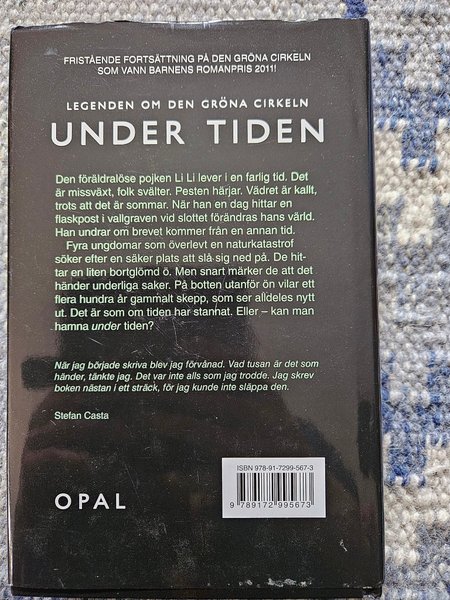 FRISTÅENDE FORTSÄTTNING PÅ DEN GRÖNA CIRKELN
SOM VANN BARNENS ROMANPRIS 2011!
LEGENDEN OM DEN GRÖNA CIRKELN
UNDER TIDEN
Den föräldralöse pojken Li Li lever i en farlig tid. Det
är missväxt, folk svälter. Pesten härjar. Vädret är kallt,
trots att det är sommar. När han en dag hittar en
flaskpost i vallgraven vid slottet förändras hans värld.
Han undrar om brevet kommer från en annan tid.
Fyra ungdomar som överlevt en naturkatastrof
söker efter en säker plats att slå sig ned på. De hit-
tar en liten bortglömd ö. Men snart märker de att det
händer underliga saker. På botten utanför ön vilar ett
flera hundra år gammalt skepp, som ser alldeles nytt
ut. Det är som om tiden har stannat. Eller – kan man
hamna under tiden?
När jag började skriva blev jag förvånad. Vad tusan är det som
händer, tänkte jag. Det var inte alls som jag trodde. Jag skrev
boken nästan i ett sträck, för jag kunde inte släppa den.
Stefan Casta
ISBN 978-91-7299-567-3
9 789172 995673
OPAL